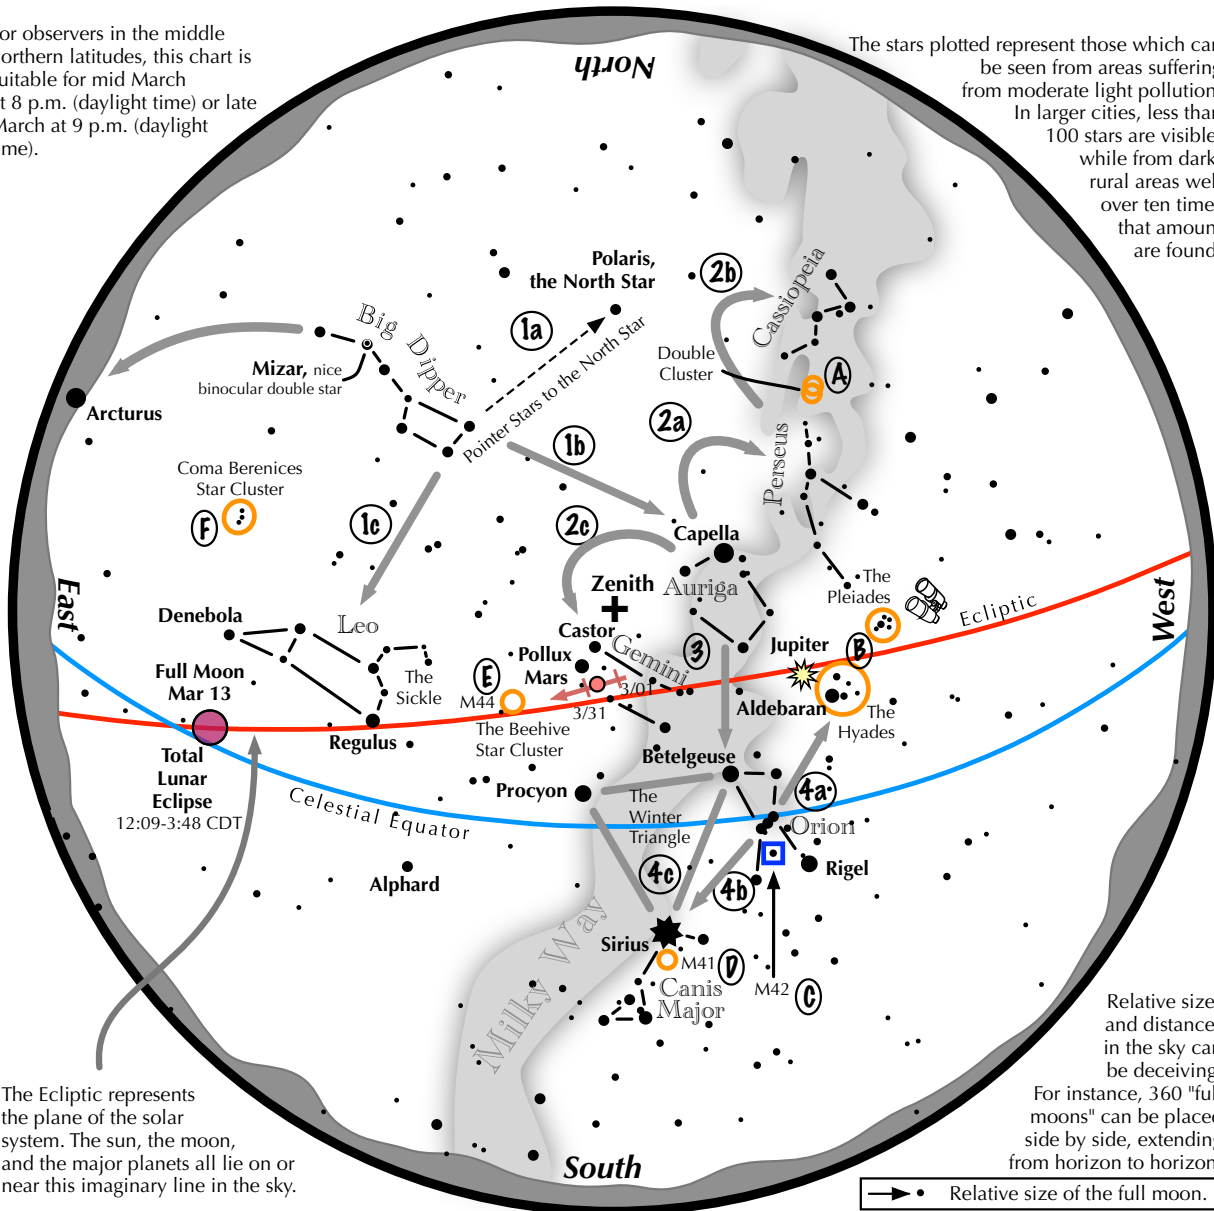 or observers in the middle
orthern latitudes, this chart is
uitable for mid March
t 8 p.m. (daylight time) or late
March at 9 p.m. (daylight
me).
North
The stars plotted represent those which can
be seen from areas suffering
from moderate light pollution
In larger cities, less than
100 stars are visible
while from dark
rural areas wel
over ten time
that amoun
are found
Polaris,
the North Star
2b
Cassiopeia
1a
Big Dipper
Pointer Stars to the North Star
Mizar, nice
binocular double star
Double
Cluster
A
Arcturus
2a
1b
Perseus
Coma Berenices
Star Cluster
F
1c
2c
Capella
Auriga
Zenith
The
Pleiades
Ecliptic
East
West
Denebola
Leo
Castor
Gemini
3
Jupiter
B
Pollux
Mars
3/01
3/31
Full Moon
Mar 13
The
Sickle
E
M44
The Beehive
Star Cluster
Aldebaran
The
Hyades
Regulus
Total
Lunar
Eclipse
12:09-3:48 CDT
Betelgeuse
Celestial Equator
Procyon
The
Winter
Triangle
4a
Orion
Alphard
4c
4b
Rigel
Milky Way
Sirius
M41
D
M42
C
Canis
Major
The Ecliptic represents
the plane of the solar
system. The sun, the moon,
and the major planets all lie on or
near this imaginary line in the sky.
Relative size
and distance
in the sky can
be deceiving
For instance, 360 "ful
moons" can be placed
side by side, extending
from horizon to horizon
South
Relative size of the full moon.